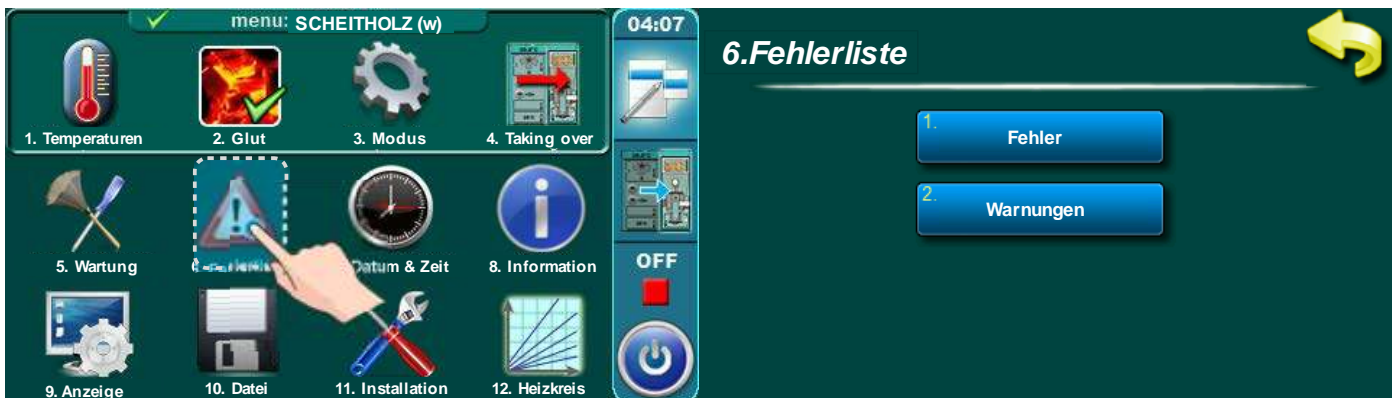 menu: SCHEITHOLZ (w)
1. Temperaturen
2. Glut
3. Modus
4. Taking over
5. Wartung
Datum & Zeit
8. Information
9. Anzeige
10. Datei
11. Installation
12. Heizkreis
04:07
OFF
6.Fehlerliste
1.
Fehler
2.
Warnungen